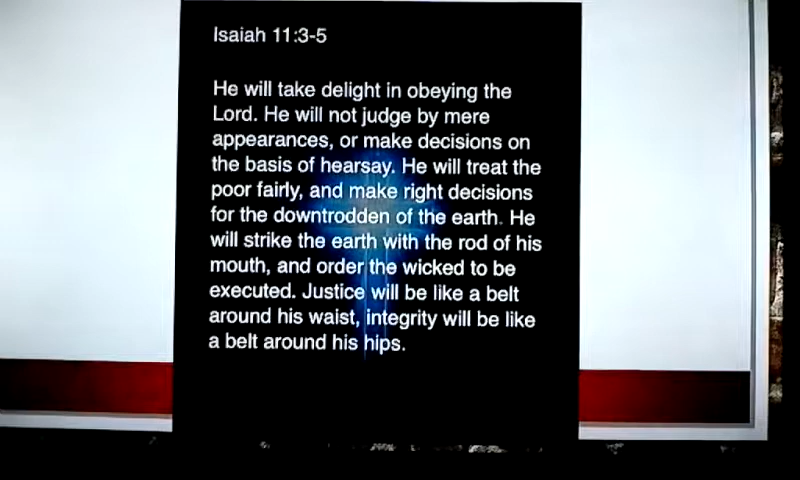 Isaiah 11:3-5
He will take delight in obeying the
Lord. He will not judge by mere
appearances, or make decisions on
the basis of hearsay. He will treat the
poor fairly, and make right decisions
for the downtrodden of the earth. He
will strike the earth with the rod of his
mouth, and order the wicked to be
executed. Justice will be like a belt
around his waist, integrity will be like
a belt around his hips.